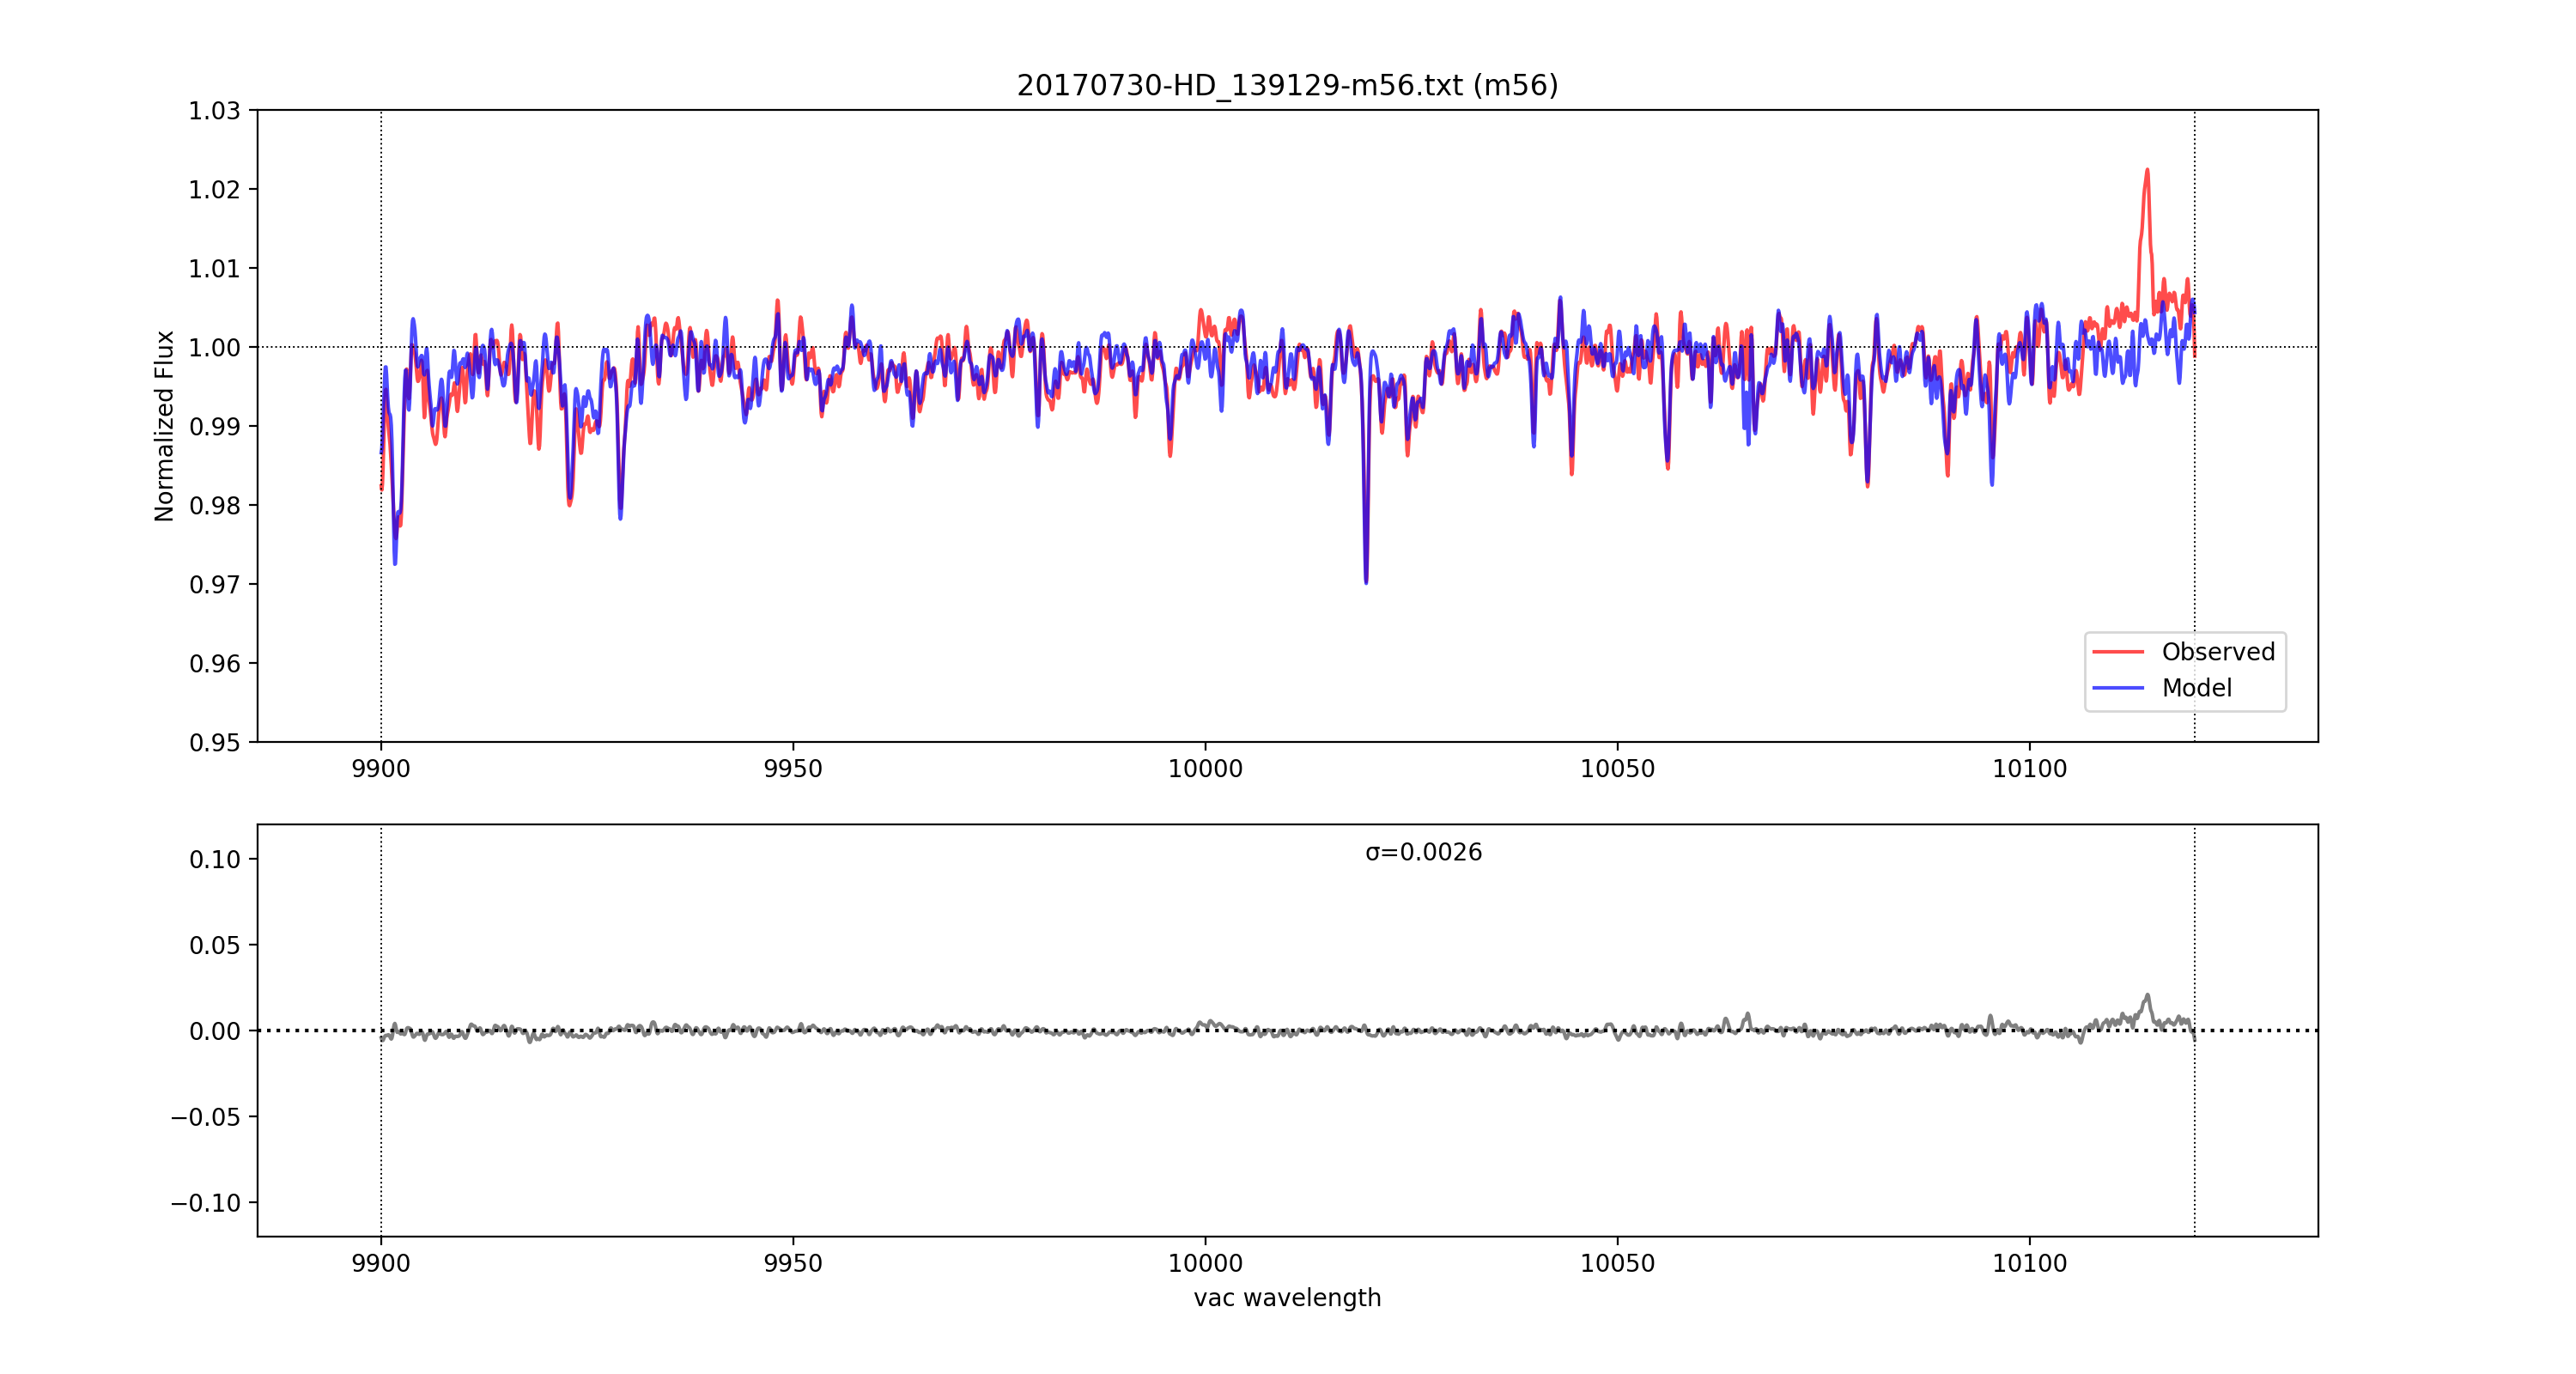 20170730-HD_139129-m56.txt (m56)
Normalized Flux
1.03
1.02
1.01
1.00
0.99
0.98
0.97
0.96
0.95
Observed
Model
9900 9950 10000 10050 10100
σ=0.0026
0.10
0.05
0.00
−0.05
−0.10
9900 9950 10000 10050 10100
vac wavelength